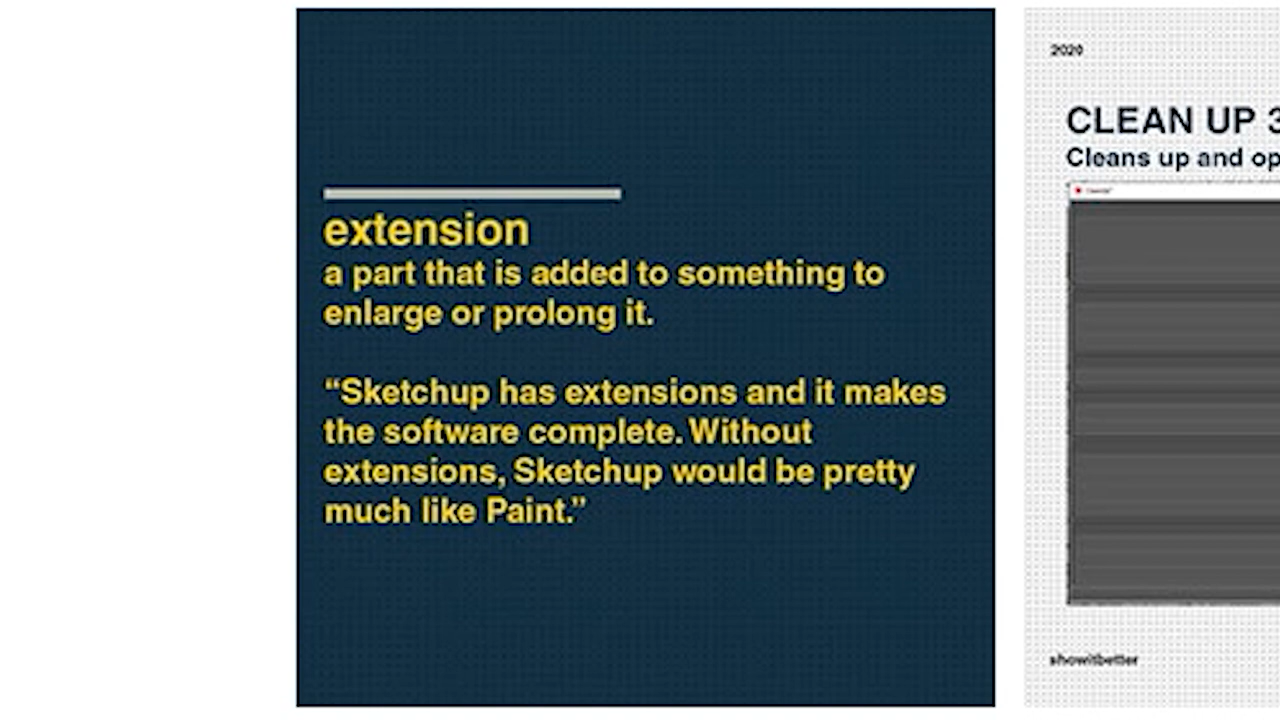 extension
a part that is added to something to
enlarge or prolong it.
“Sketchup has extensions and it makes
the software complete. Without
extensions, Sketchup would be pretty
much like Paint.”
2020
CLEAN UP 3
Cleans up and op
showitbetter